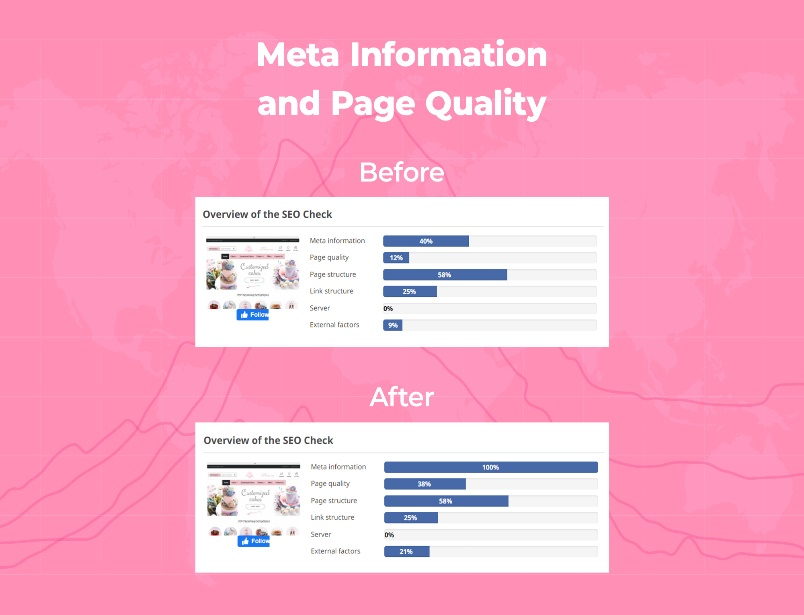 Meta Information
and Page Quality
Before
Overview of the SEO Check
Customized
cakes
Follow
Meta information 40%
Page quality 12%
Page structure 58%
Link structure 25%
Server 0%
External factors 9%
After
Overview of the SEO Check
Customized
cakes
Follow
Meta information 100%
Page quality 38%
Page structure 58%
Link structure 25%
Server 0%
External factors 21%